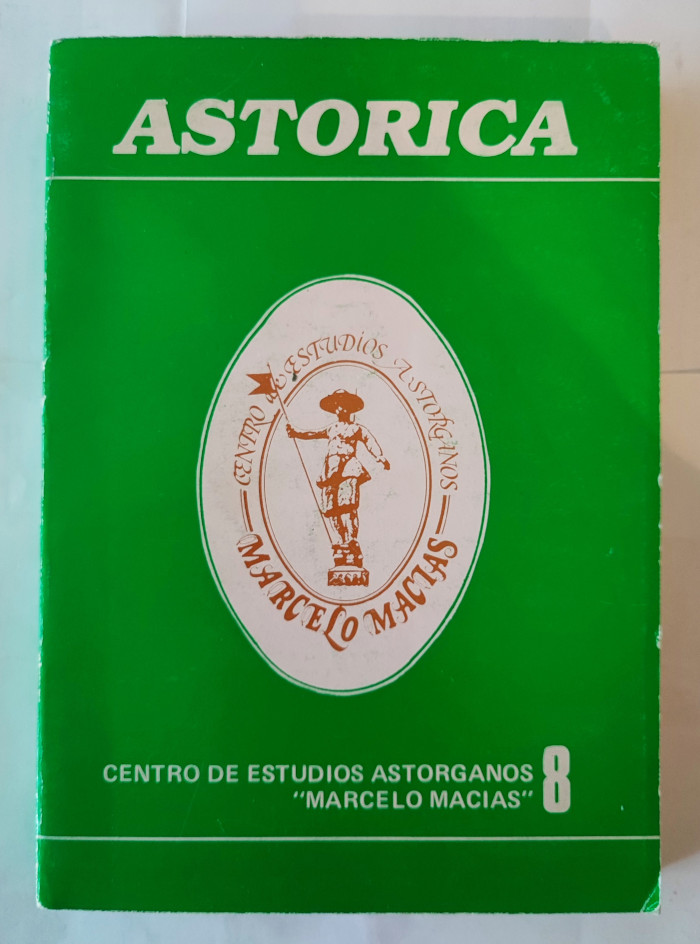 ASTORICA
CENTRO de ESTUDIOS ASTORGANOS
MARCELO MACIAS
CENTRO DE ESTUDIOS ASTORGANOS 8
"MARCELO MACIAS"